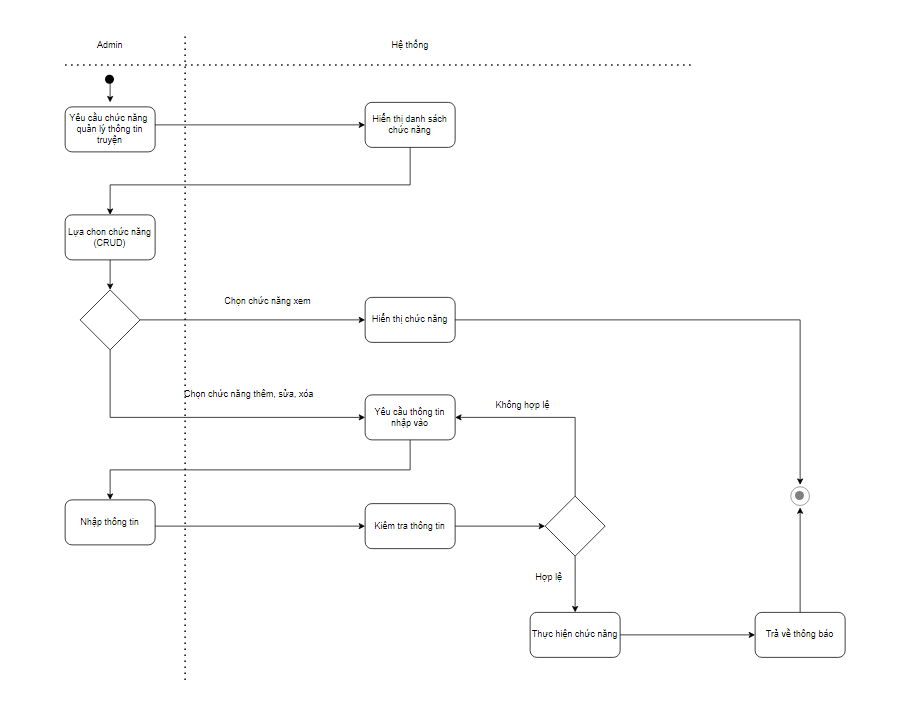 Admin
Hệ thống
Yêu cầu chức năng
quản lý thông tin
truyện
Hiển thị danh sách
chức năng
Lựa chon chức năng
(CRUD)
Chọn chức năng xem
Hiển thị chức năng
Chọn chức năng thêm, sửa, xóa
Yêu cầu thông tin
nhập vào
Không hợp lệ
Nhập thông tin
Kiểm tra thông tin
Hợp lệ
Thực hiện chức năng
Trả về thông báo